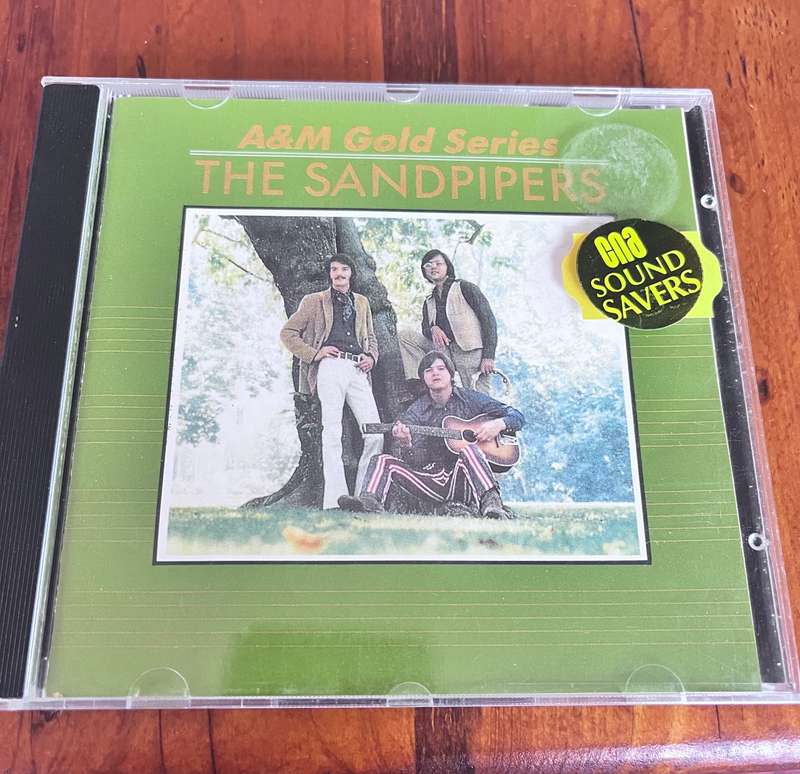 A&M Gold Series
THE SANDPIPERS
cna
SOUND
SAVERS